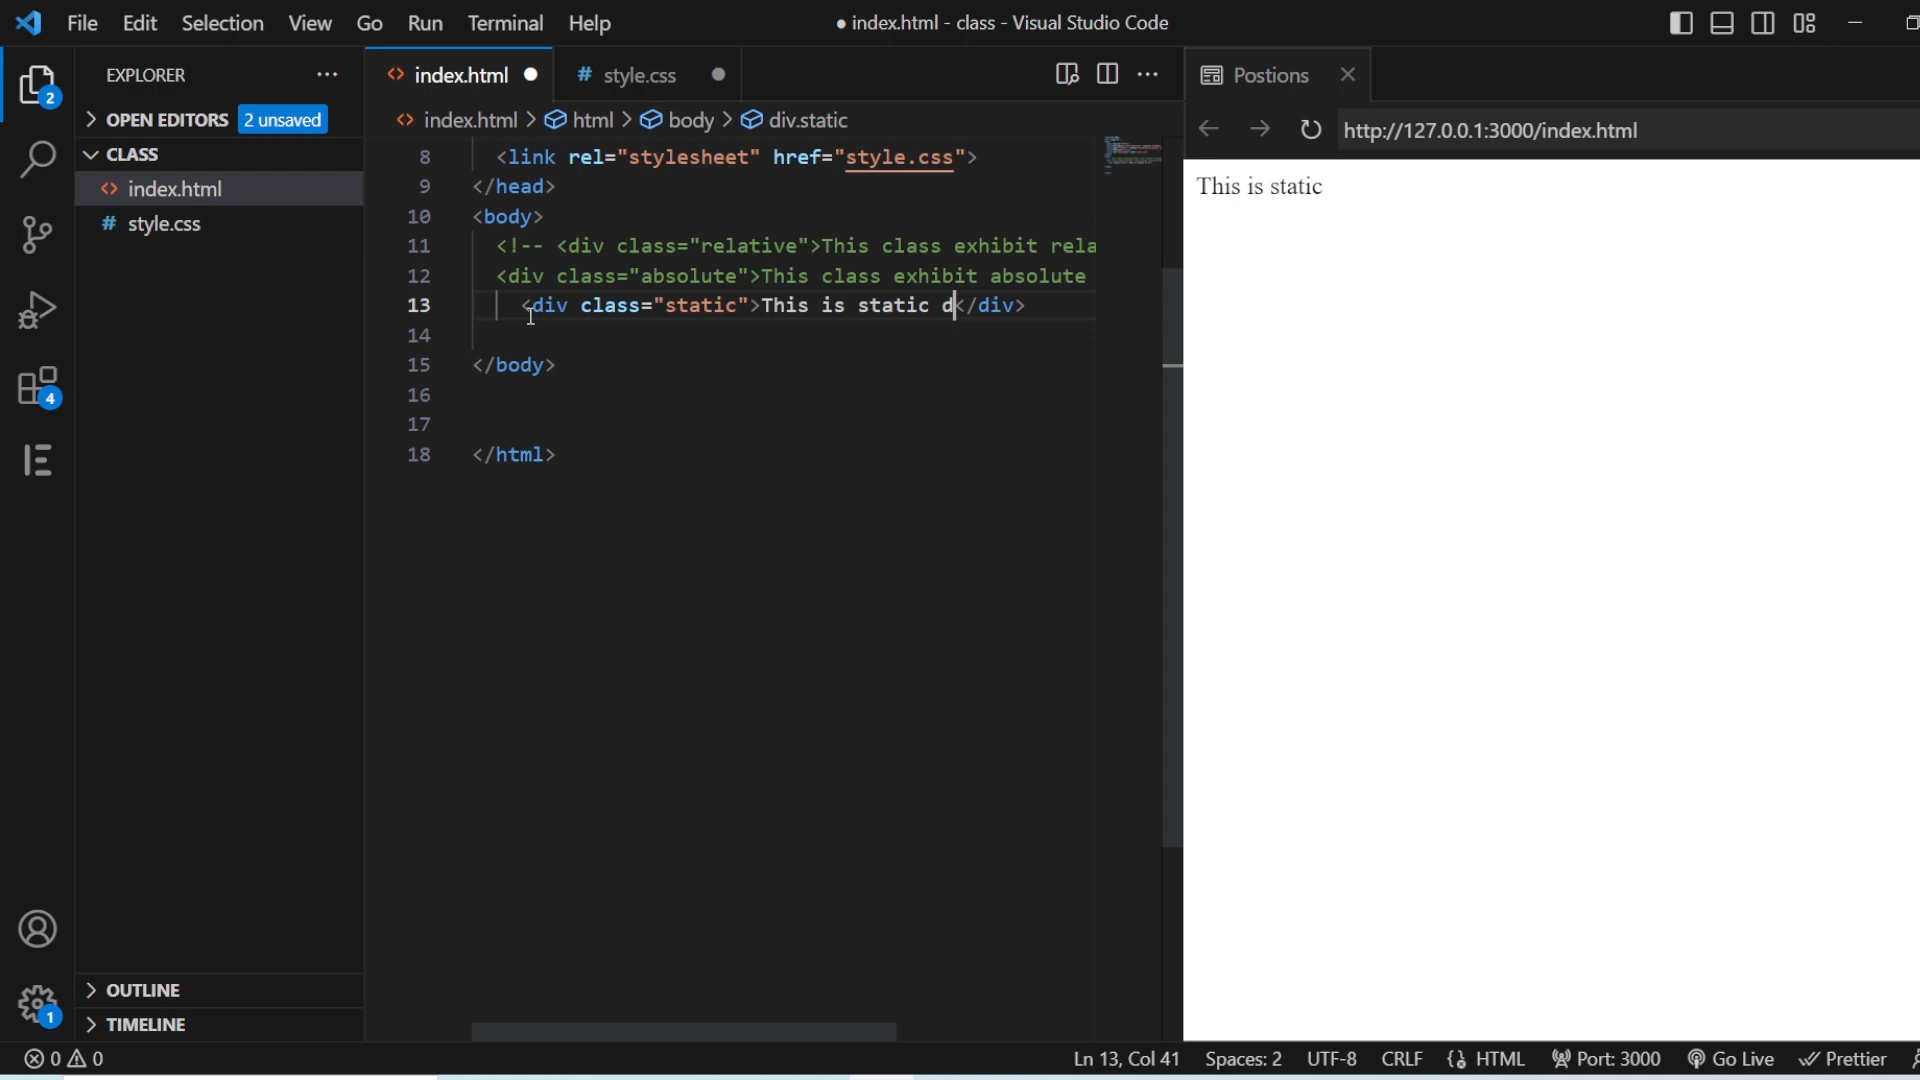 File Edit Selection View Go Run Terminal Help
● index.html - class - Visual Studio Code
EXPLORER
OPEN EDITORS 2 unsaved
CLASS
index.html
# style.css
OUTLINE
TIMELINE
2
4
1
<> index.html ●
# style.css ●
<> index.html > html > body > div.static
8 <link rel="stylesheet" href="style.css">
9 </head>
10 <body>
11 <!-- <div class="relative">This class exhibit rela
12 <div class="absolute">This class exhibit absolute
13 <div class="static">This is static d</div>
14
15 </body>
16
17
18 </html>
Postions
http://127.0.0.1:3000/index.html
This is static
0 0
Ln 13, Col 41 Spaces: 2 UTF-8 CRLF HTML Port: 3000 Go Live Prettier